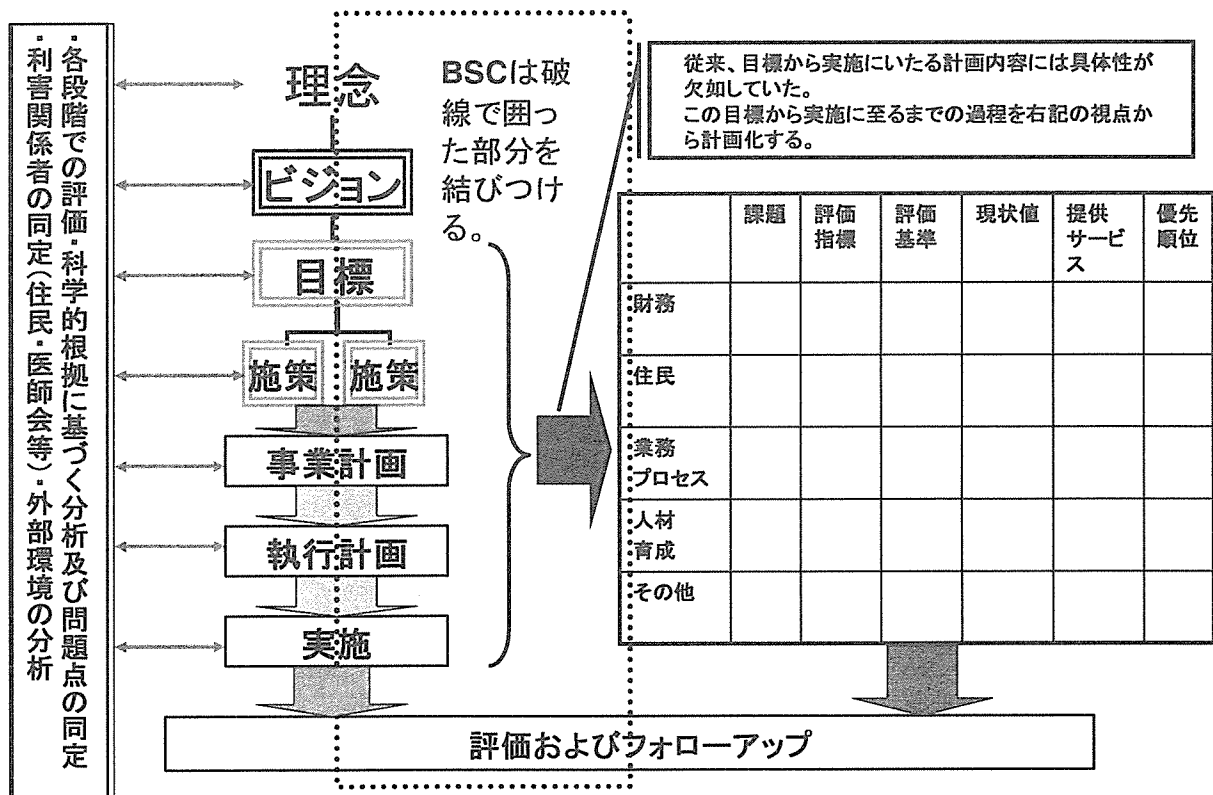 ・各段階での評価・科学的根拠に基づく分析及び問題点の同定
・利害関係者の同定(住民・医師会等)・外部環境の分析
理念
ビジョン
目標
施策 施策
事業計画
執行計画
実施
BSCは破
線で囲っ
た部分を
結びつけ
る。
従来、目標から実施にいたる計画内容には具体性が
欠如していた。
この目標から実施に至るまでの過程を右記の視点か
ら計画化する。
課題 評価指標 評価基準 現状値 提供サービス 優先順位
財務
住民
業務
プロセス
人材
育成
その他
評価およびフォローアップ